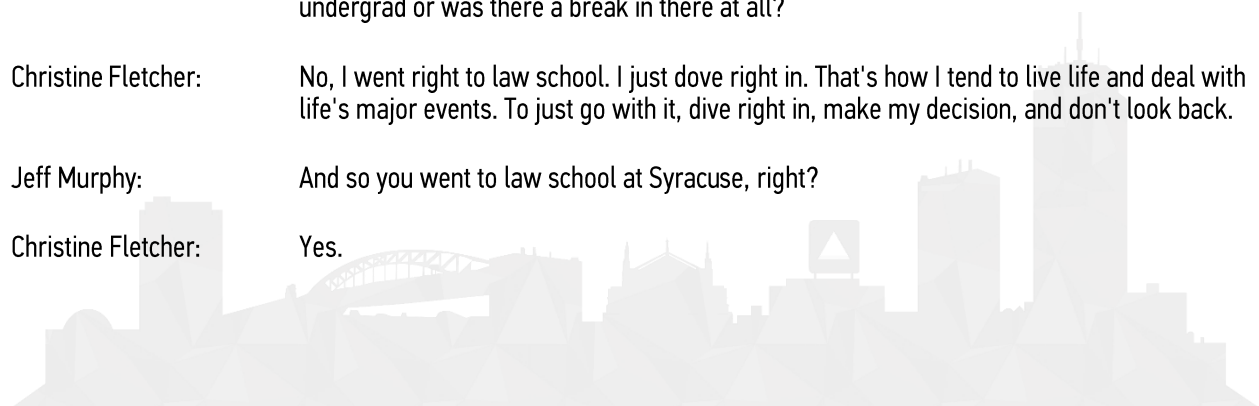 undergrad or was there a break in there at all?
Christine Fletcher: No, I went right to law school. I just dove right in. That's how I tend to live life and deal with
life's major events. To just go with it, dive right in, make my decision, and don't look back.
Jeff Murphy: And so you went to law school at Syracuse, right?
Christine Fletcher: Yes.